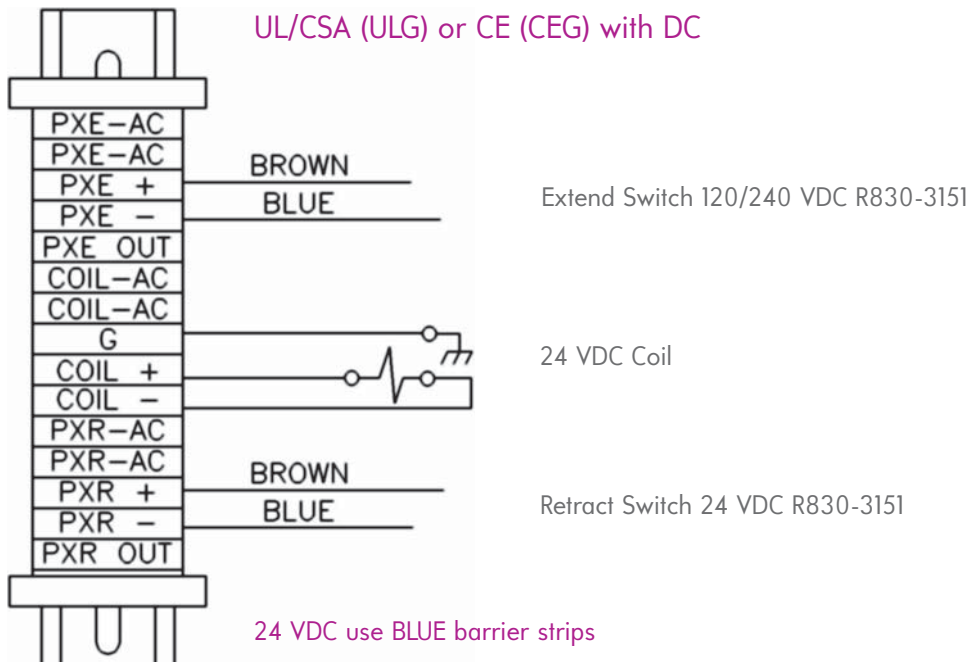 UL/CSA (ULG) or CE (CEG) with DC
PXE-AC
PXE-AC
PXE +
BROWN
PXE -
BLUE
Extend Switch 120/240 VDC R830-3151
PXE OUT
COIL-AC
COIL-AC
G
24 VDC Coil
COIL +
COIL -
PXR-AC
PXR-AC
PXR +
BROWN
PXR -
BLUE
Retract Switch 24 VDC R830-3151
PXR OUT
24 VDC use BLUE barrier strips